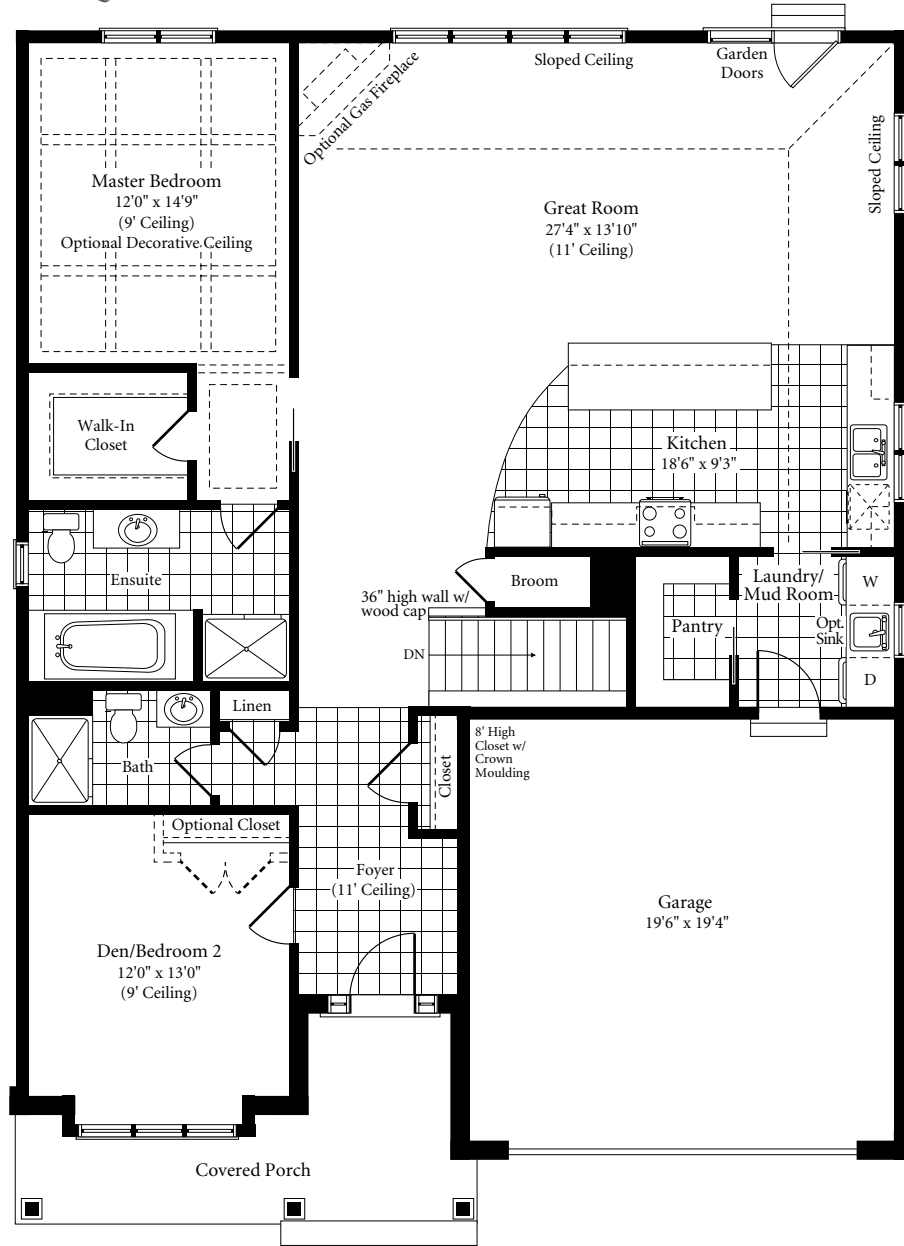 Garden
Doors
Sloped Ceiling
Optional Gas Fireplace
Sloped Ceiling
Master Bedroom
12'0" x 14'9"
(9' Ceiling)
Optional Decorative Ceiling
Great Room
27'4" x 13'10"
(11' Ceiling)
Walk-In
Closet
Kitchen
18'6" x 9'3"
Ensuite
Broom
Laundry/
Mud Room
W
36" high wall w/
wood cap
Pantry
Opt.
Sink
DN
D
Linen
8' High
Closet w/
Crown
Moulding
Bath
Closet
Optional Closet
Foyer
(11' Ceiling)
Garage
19'6" x 19'4"
Den/Bedroom 2
12'0" x 13'0"
(9' Ceiling)
Covered Porch